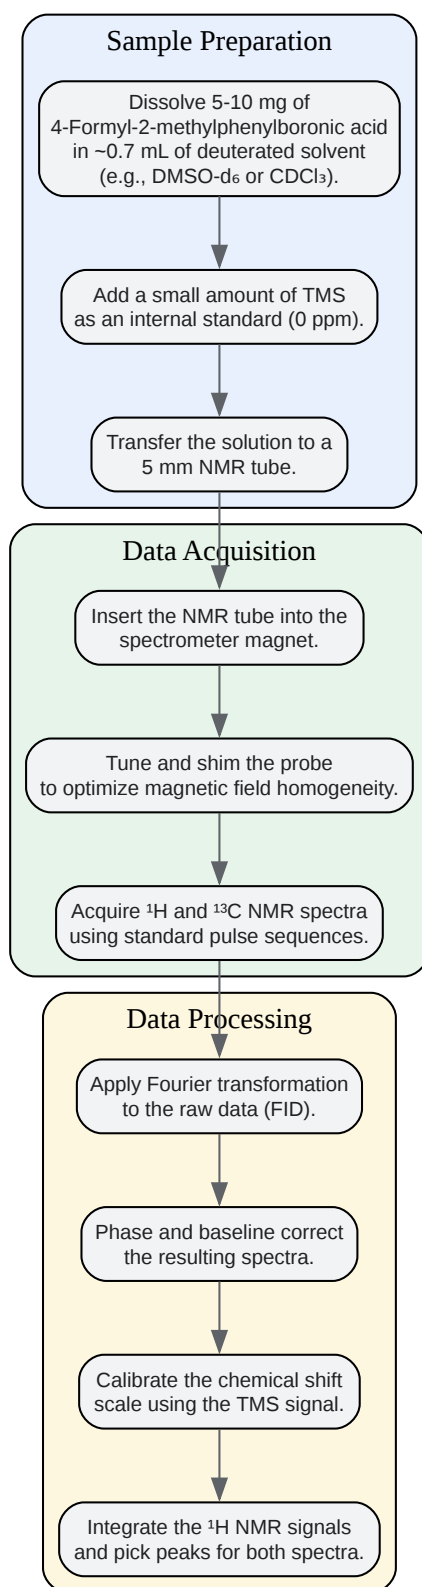 Sample Preparation
Dissolve 5-10 mg of
4-Formyl-2-methylphenylboronic acid
in ~0.7 mL of deuterated solvent
(e.g., DMSO-d₆ or CDCl₃).
Add a small amount of TMS
as an internal standard (0 ppm).
Transfer the solution to a
5 mm NMR tube.
Data Acquisition
Insert the NMR tube into the
spectrometer magnet.
Tune and shim the probe
to optimize magnetic field homogeneity.
Acquire ¹H and ¹³C NMR spectra
using standard pulse sequences.
Data Processing
Apply Fourier transformation
to the raw data (FID).
Phase and baseline correct
the resulting spectra.
Calibrate the chemical shift
scale using the TMS signal.
Integrate the ¹H NMR signals
and pick peaks for both spectra.